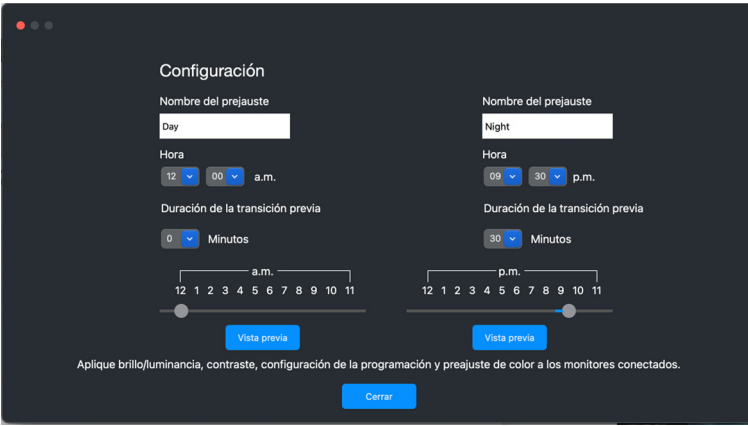 Configuración
Nombre del prejauste
Nombre del prejauste
Day
Night
Hora
Hora
12 00 a.m.
09 30 p.m.
Duración de la transición previa
Duración de la transición previa
0 Minutos
30 Minutos
a.m.
p.m.
12 1 2 3 4 5 6 7 8 9 10 11
12 1 2 3 4 5 6 7 8 9 10 11
Vista previa
Vista previa
Aplique brillo/luminancia, contraste, configuración de la programación y preajuste de color a los monitores conectados.
Cerrar